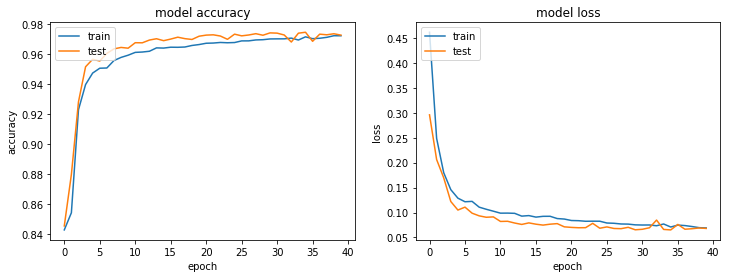 model accuracy
0.98
0.96
0.94
0.92
0.90
0.88
0.86
0.84
accuracy
train
test
0 5 10 15 20 25 30 35 40
epoch
model loss
0.45
0.40
0.35
0.30
0.25
0.20
0.15
0.10
0.05
loss
train
test
0 5 10 15 20 25 30 35 40
epoch